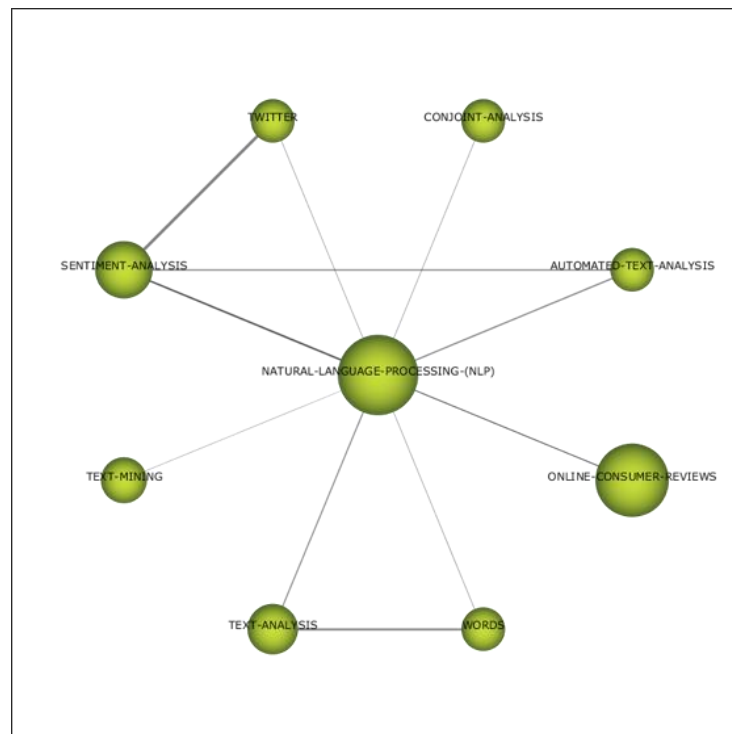 TWITTER
CONJOINT-ANALYSIS
SENTIMENT-ANALYSIS
AUTOMATED-TEXT-ANALYSIS
NATURAL-LANGUAGE-PROCESSING-(NLP)
TEXT-MINING
ONLINE-CONSUMER-REVIEWS
TEXT-ANALYSIS
WORDS